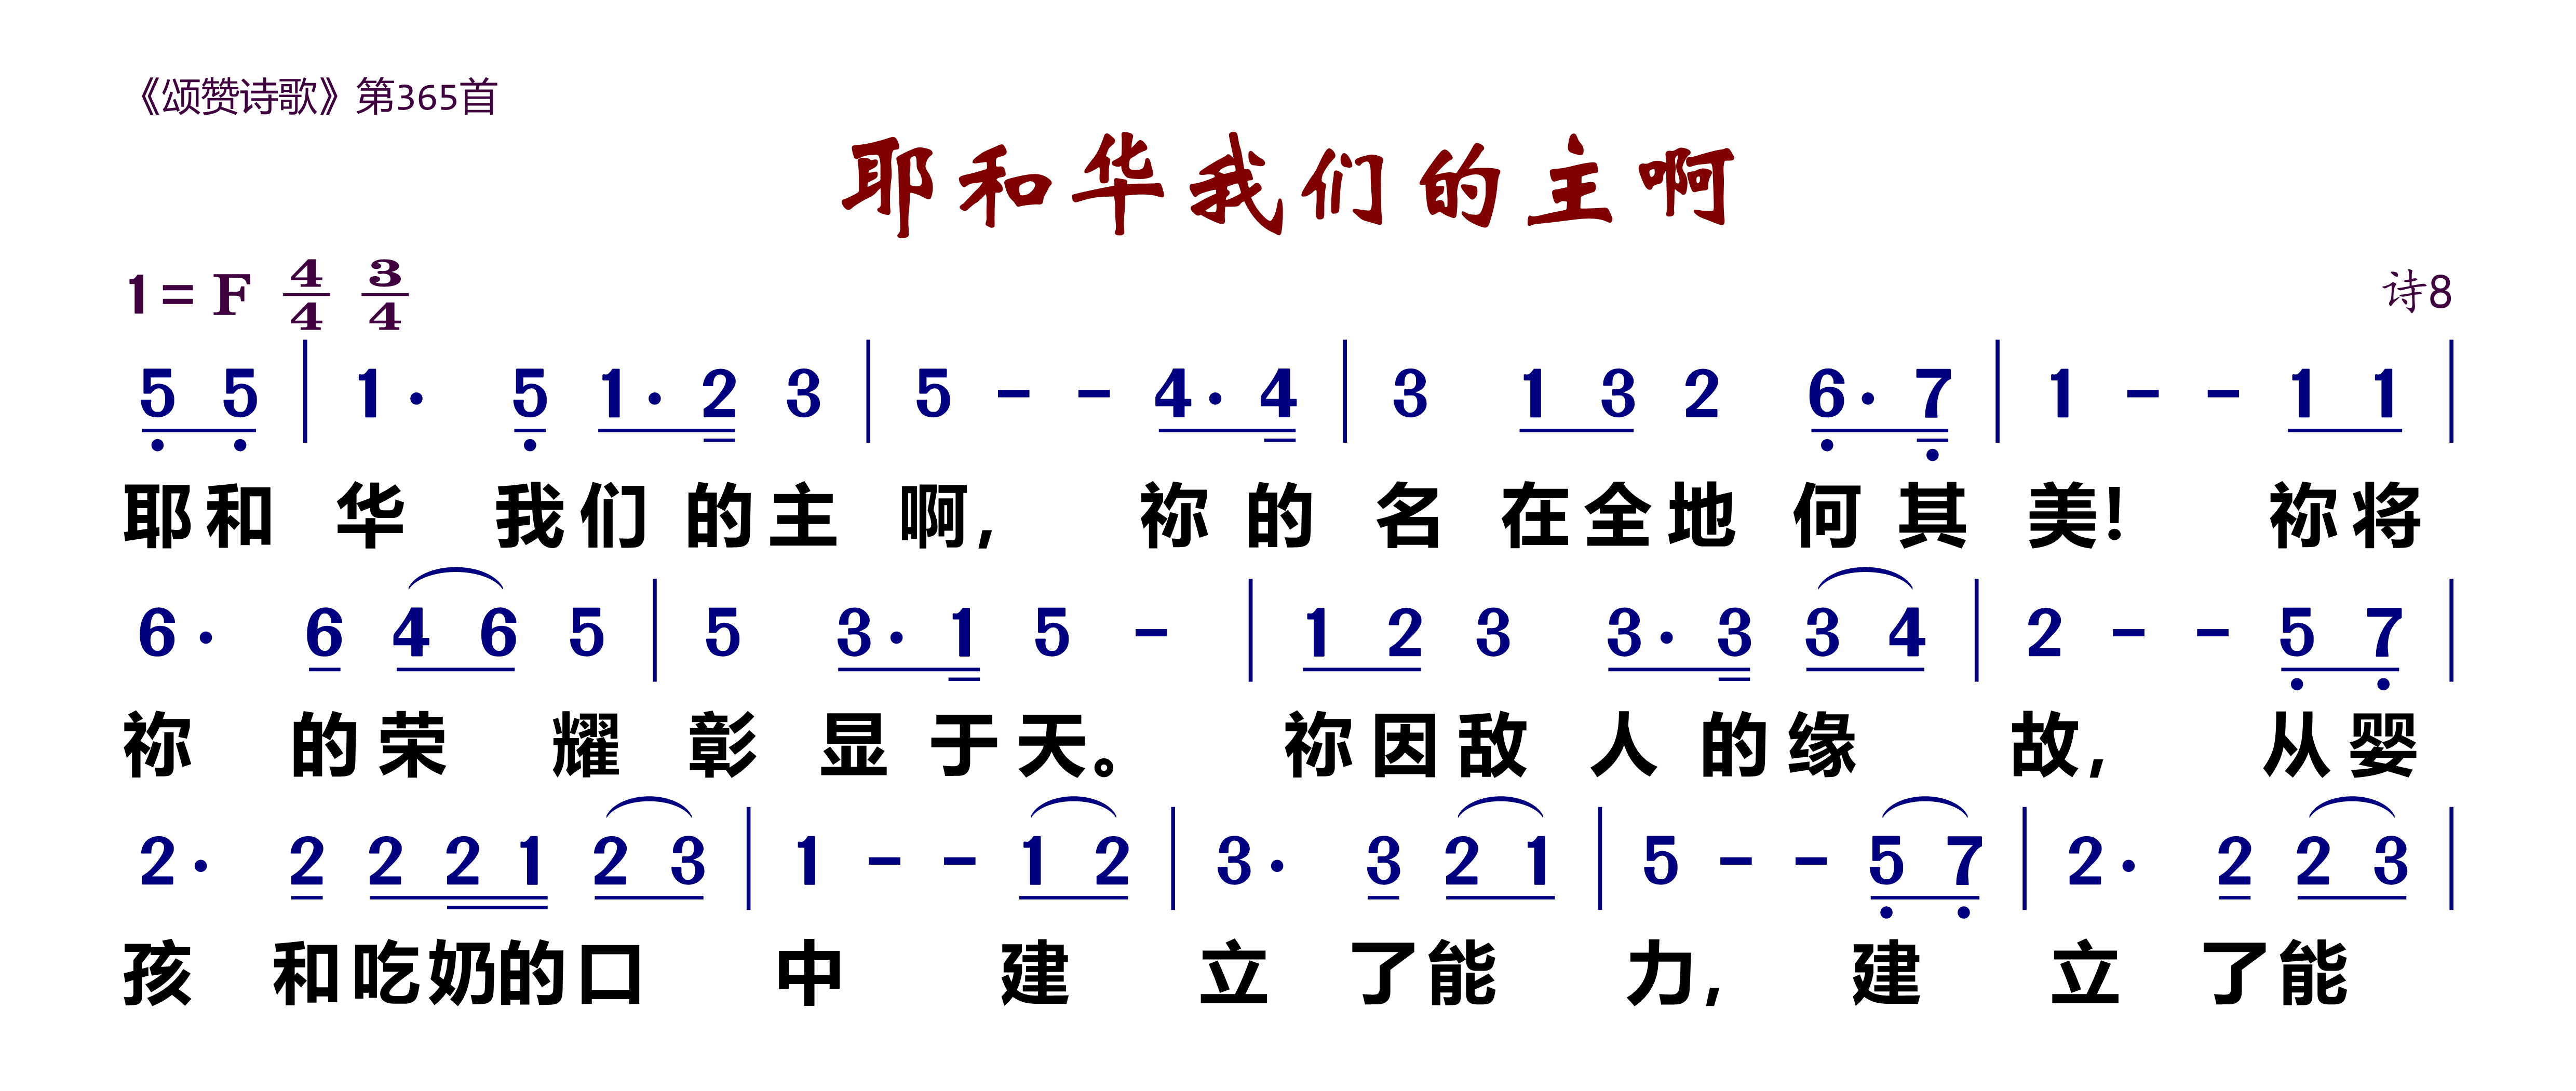 《颂赞诗歌》第365首
耶和华我们的主啊
1 = F 4/4 3/4 诗8
5 5 | 1 · 5 1 · 2 3 | 5 - - 4 · 4 | 3 1 3 2 6 · 7 | 1 - - 1 1 |
耶和 华 我们 的主 啊， 祢 的 名 在全地 何 其 美！ 祢将
6 · 6 4 6 5 | 5 3 · 1 5 - | 1 2 3 3 · 3 3 4 | 2 - - 5 7 |
祢 的荣 耀 彰 显 于天。 祢因敌 人 的缘 故， 从婴
2 · 2 2 2 1 2 3 | 1 - - 1 2 | 3 · 3 2 1 | 5 - - 5 7 | 2 · 2 2 3 |
孩 和吃奶的口 中 建 立 了能 力， 建 立 了能